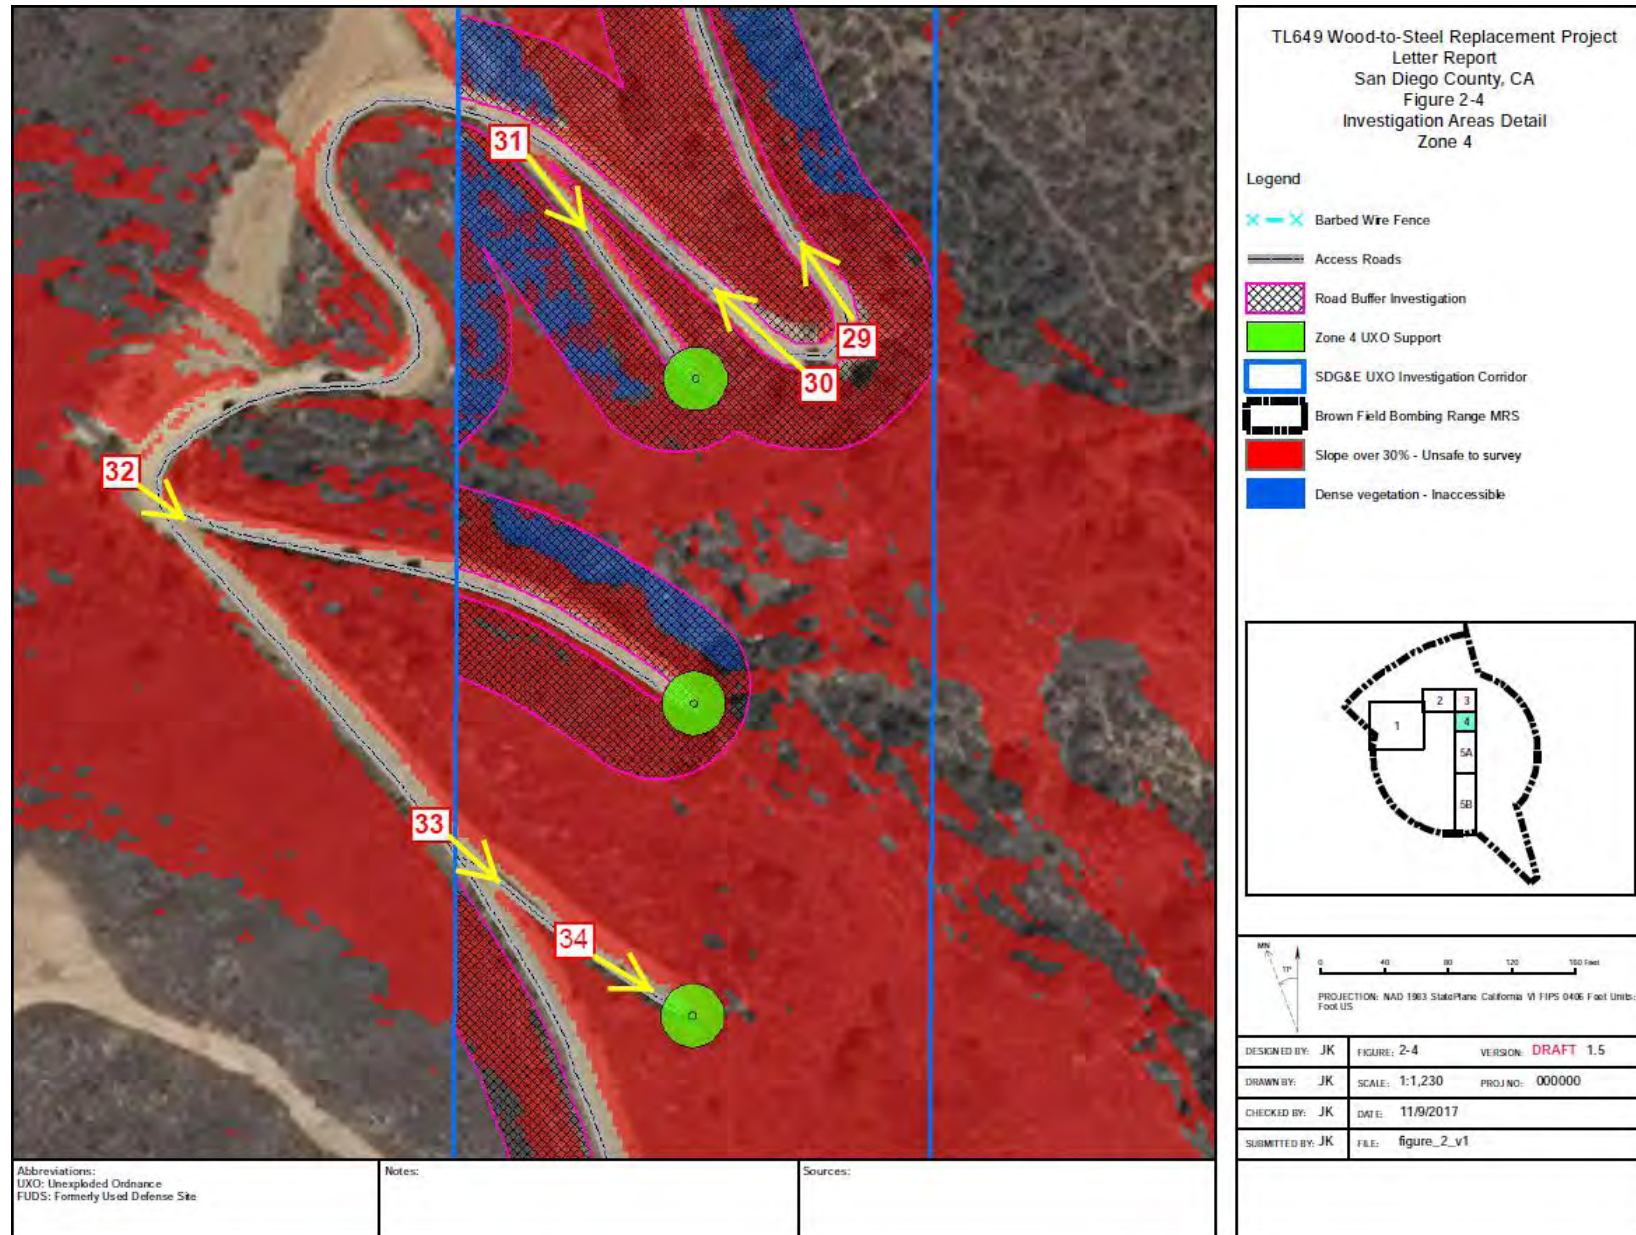 TL649 Wood-to-Steel Replacement Project
Letter Report
San Diego County, CA
Figure 2-4
Investigation Areas Detail
Zone 4
Legend
Barbed Wire Fence
Access Roads
Road Buffer Investigation
Zone 4 UXO Support
SDG&E UXO Investigation Corridor
Brown Field Bombing Range MRS
Slope over 30% - Unsafe to survey
Dense vegetation - Inaccessible
31
29
30
32
33
34
1
2
3
4
5A
5B
MN
11°
0 40 80 120 160 Feet
PROJECTION: NAD 1983 StatePlane California VI FIPS 0406 Feet Units:
Foot US
DESIGNED BY: JK
FIGURE: 2-4
VERSION: DRAFT 1.5
DRAWN BY: JK
SCALE: 1:1,230
PROJ NO: 000000
CHECKED BY: JK
DATE: 11/9/2017
SUBMITTED BY: JK
FILE: figure_2_v1
Abbreviations:
UXO: Unexploded Ordnance
FUDS: Formerly Used Defense Site
Notes:
Sources: